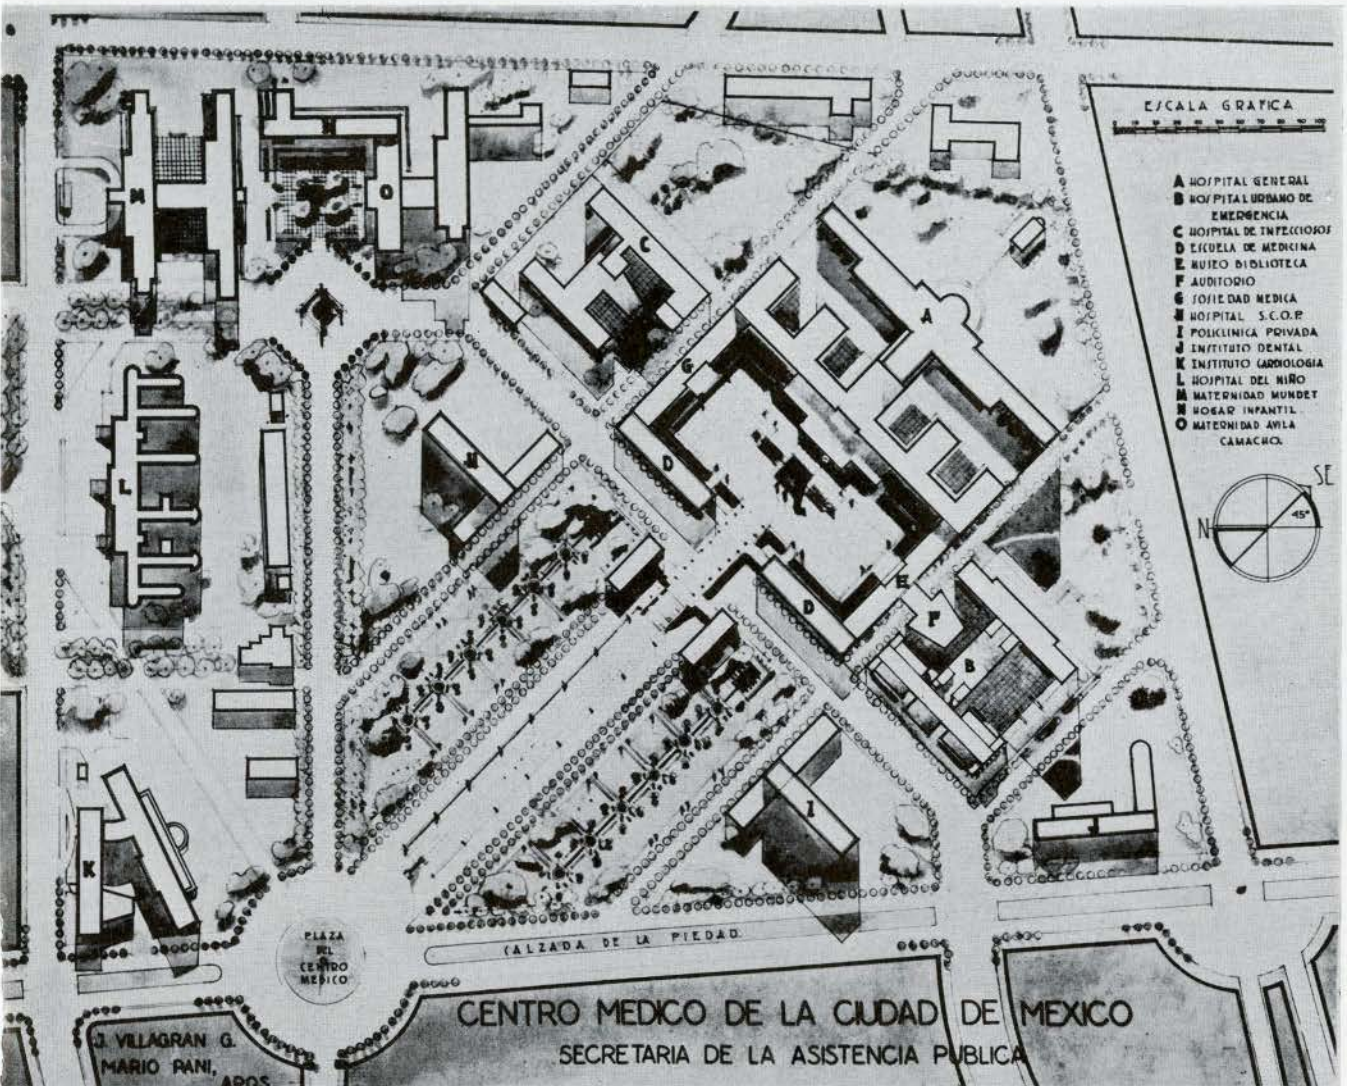 ESCALA GRAFICA
A HOSPITAL GENERAL
B HOSPITAL URBANO DE
EMERGENCIA
C HOSPITAL DE INFECCIOSOS
D ESCUELA DE MEDICINA
E MUSEO BIBLIOTECA
F AUDITORIO
G SOSIEDAD MEDICA
H HOSPITAL S.C.O.P.
I POLICLINICA PRIVADA
J INSTITUTO DENTAL
K INSTITUTO CARDIOLOGIA
L HOSPITAL DEL NIÑO
M MATERNIDAD MUNDET
N HOGAR INFANTIL.
O MATERNIDAD AVILA
CAMACHO.
SE
45°
N
M
N
O
C
A
G
D
H
L
E
D
F
B
I
J
K
PLAZA
DEL
CENTRO
MEDICO
CALZADA DE LA PIEDAD
CENTRO MEDICO DE LA CIUDAD DE MEXICO
SECRETARIA DE LA ASISTENCIA PUBLICA
J. VILLAGRAN G.
MARIO PANI,
ARQS.